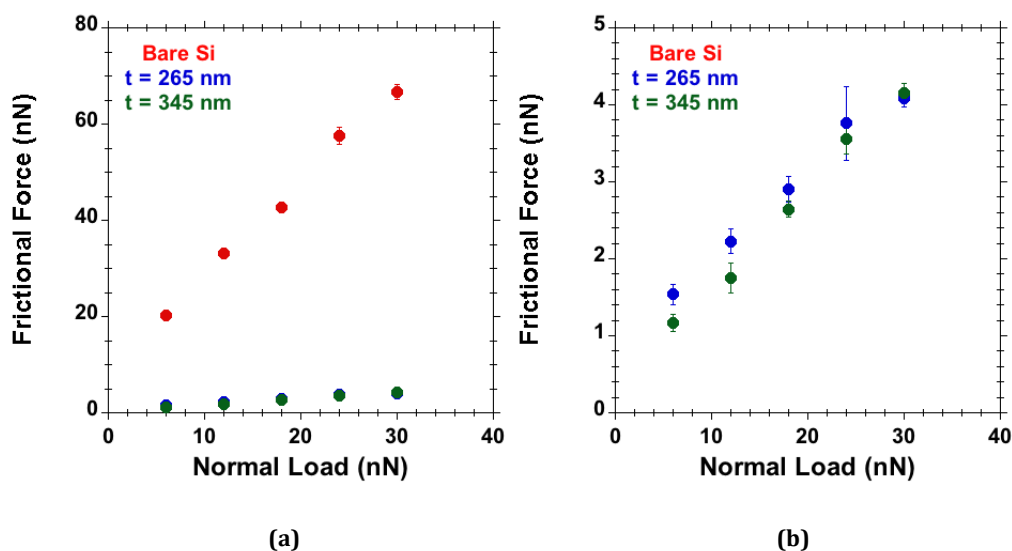 80
60
40
20
0
Bare Si
t = 265 nm
t = 345 nm
Frictional Force (nN)
0 10 20 30 40
Normal Load (nN)
(a)
5
4
3
2
1
0
Bare Si
t = 265 nm
t = 345 nm
Frictional Force (nN)
0 10 20 30 40
Normal Load (nN)
(b)